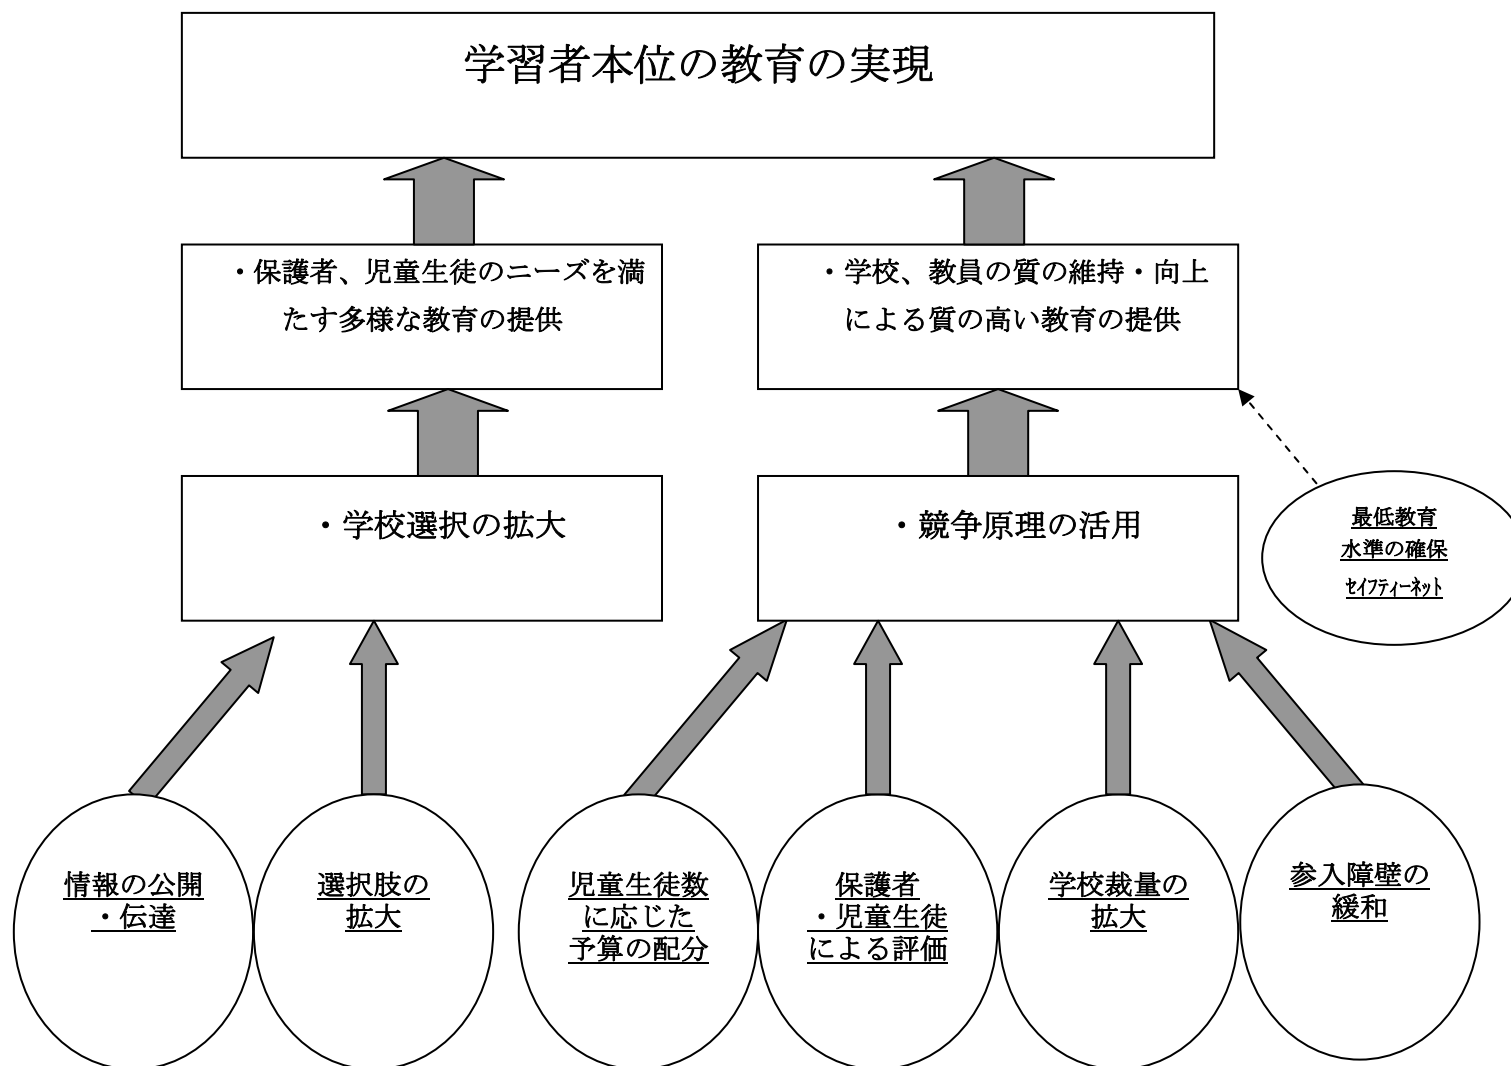 学習者本位の教育の実現
・保護者、児童生徒のニーズを満
たす多様な教育の提供
・学校、教員の質の維持・向上
による質の高い教育の提供
・学校選択の拡大
・競争原理の活用
最低教育
水準の確保
ｾｲﾌﾃｨｰﾈｯﾄ
情報の公開
・伝達
選択肢の
拡大
児童生徒数
に応じた
予算の配分
保護者
・児童生徒
による評価
学校裁量の
拡大
参入障壁の
緩和